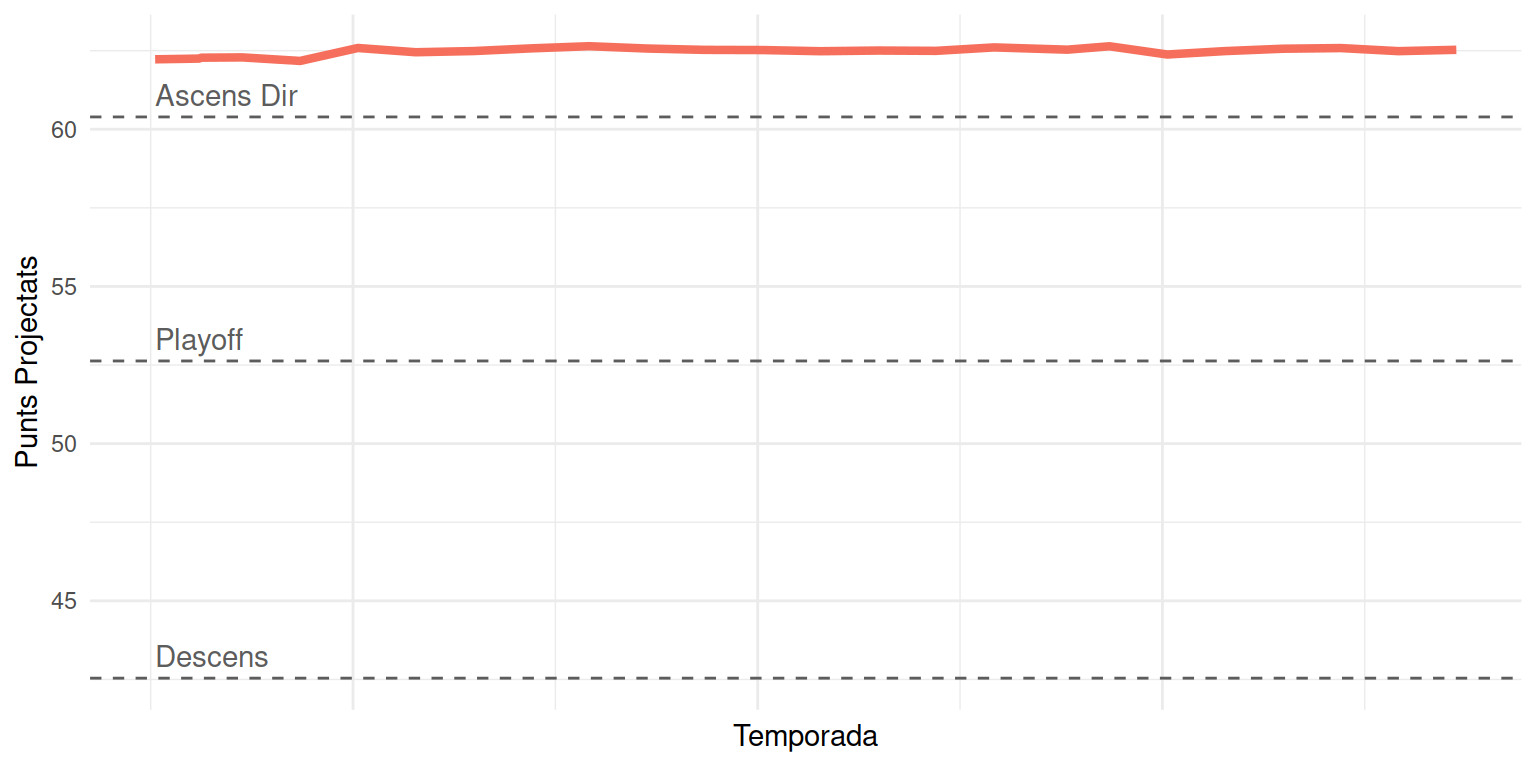 Ascens Dir
60
55
Playoff
50
45
Descens
Punts Projectats
Temporada